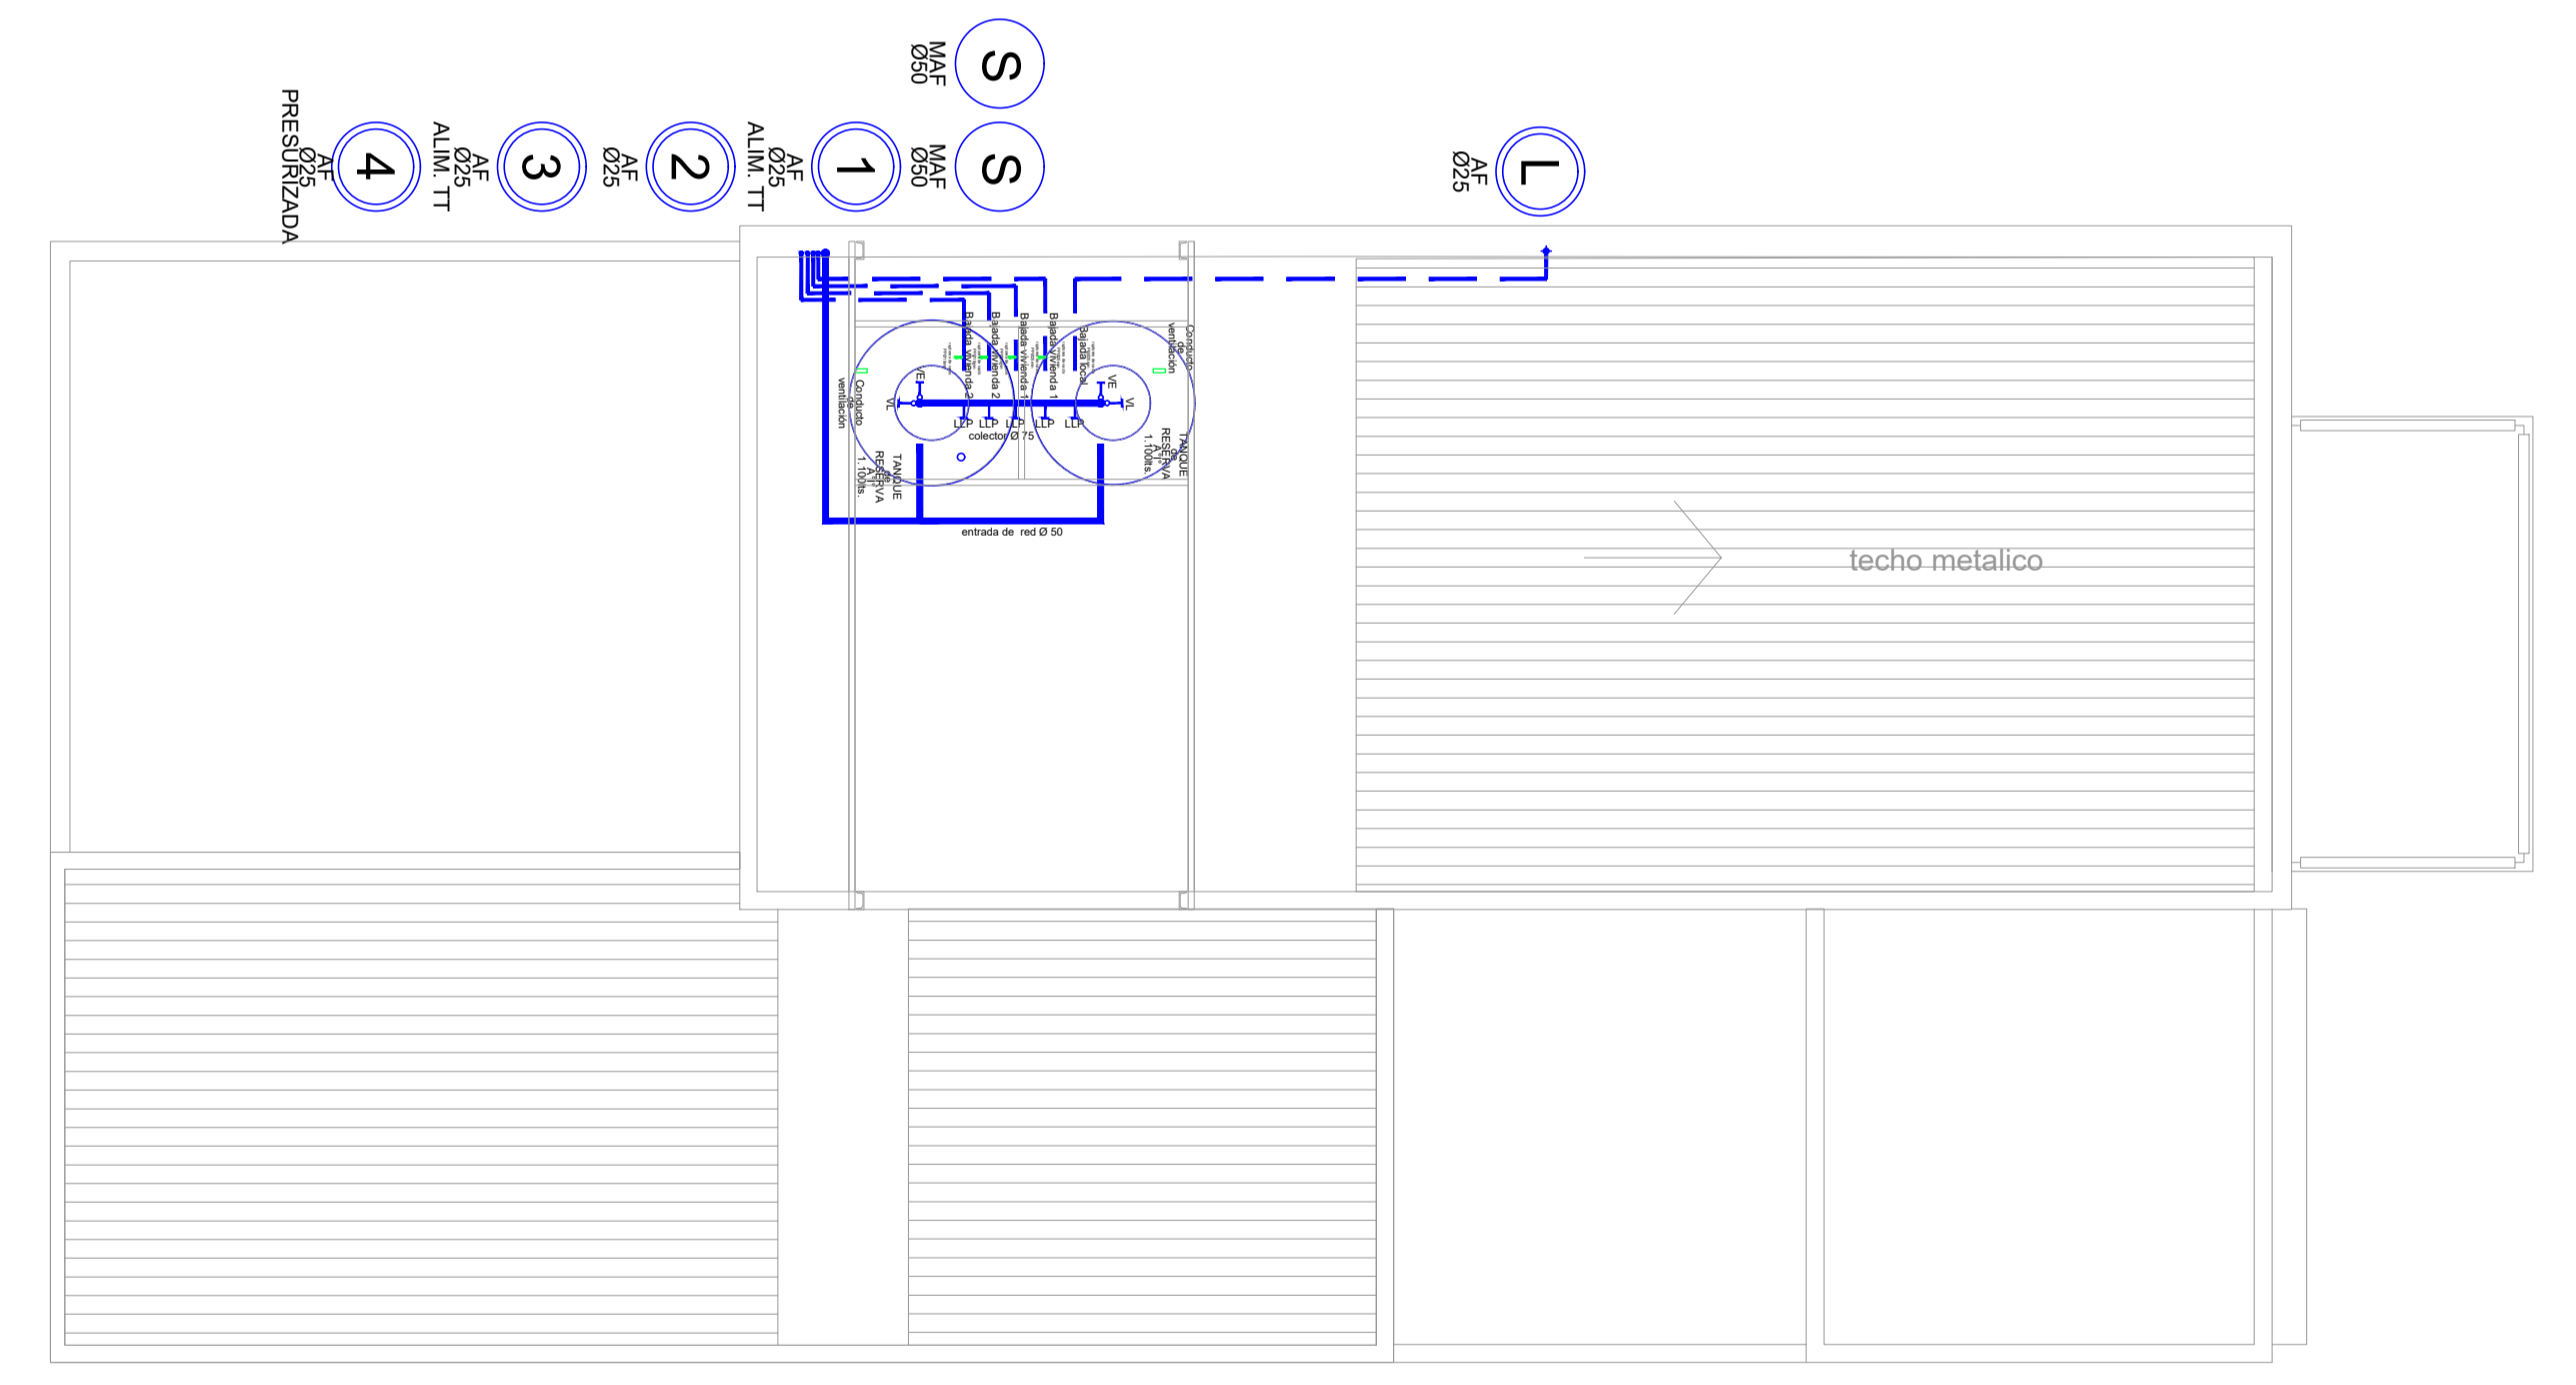 S
MAF
Ø50
S
MAF
Ø50
L
AF
Ø25
1
AF
Ø25
ALIM. TT
2
AF
Ø25
3
AF
Ø25
ALIM. TT
4
AF
Ø25
PRESURIZADA
Bajada vivienda 2
Bajada vivienda 2
Bajada vivienda 1
Bajada vivienda 1
Bajada local
Conducto
de
ventilación
Conducto
de
ventilación
VE
VL
VE
VL
LLP
LLP
LLP
LLP
LLP
colector Ø 75
TANQUE
de
RESERVA
1.100lts.
TANQUE
de
RESERVA
1.100lts.
entrada de red Ø 50
techo metalico